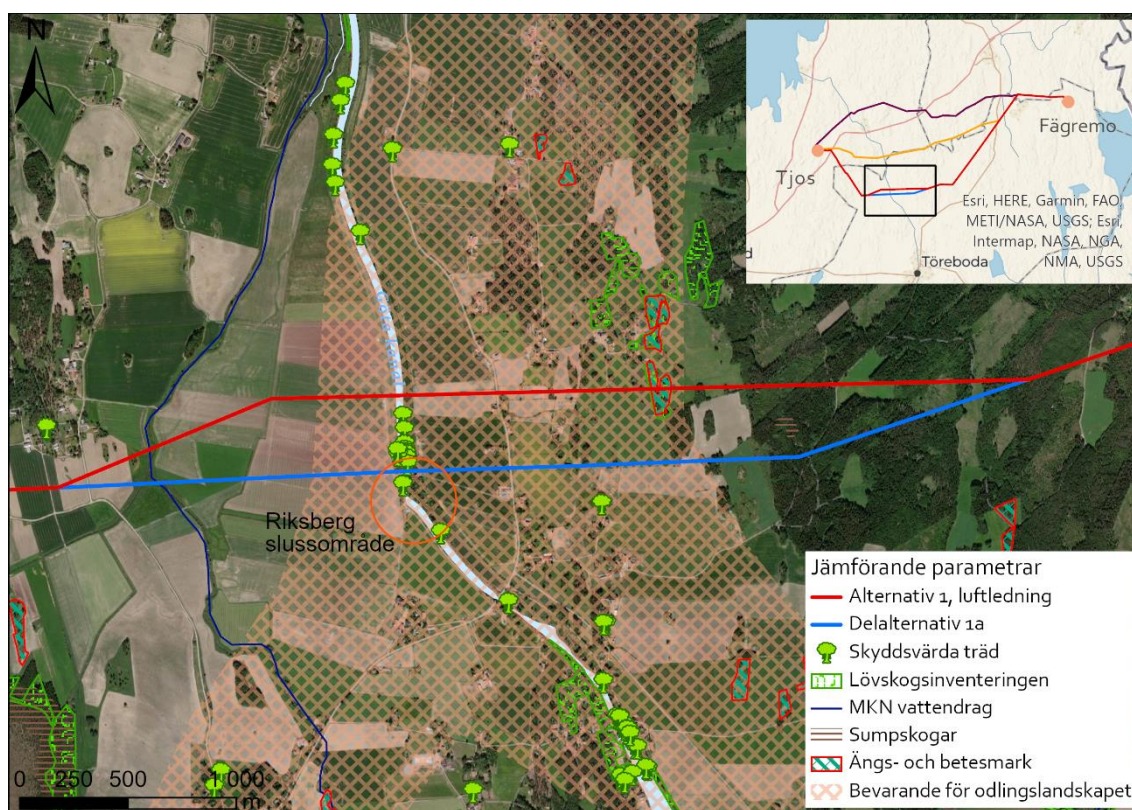 N
Tjos
Fägremo
Töreboda
d
Esri, HERE, Garmin, FAO,
METI/NASA, USGS; Esri,
Intermap, NASA, NGA,
NMA, USGS
Riksberg
slussområde
Jämförande parametrar
Alternativ 1, luftledning
Delalternativ 1a
Skyddsvärda träd
Lövskogsinventeringen
MKN vattendrag
Sumpskogar
Ängs- och betesmark
Bevarande för odlingslandskapet
0 250 500 1 000
m